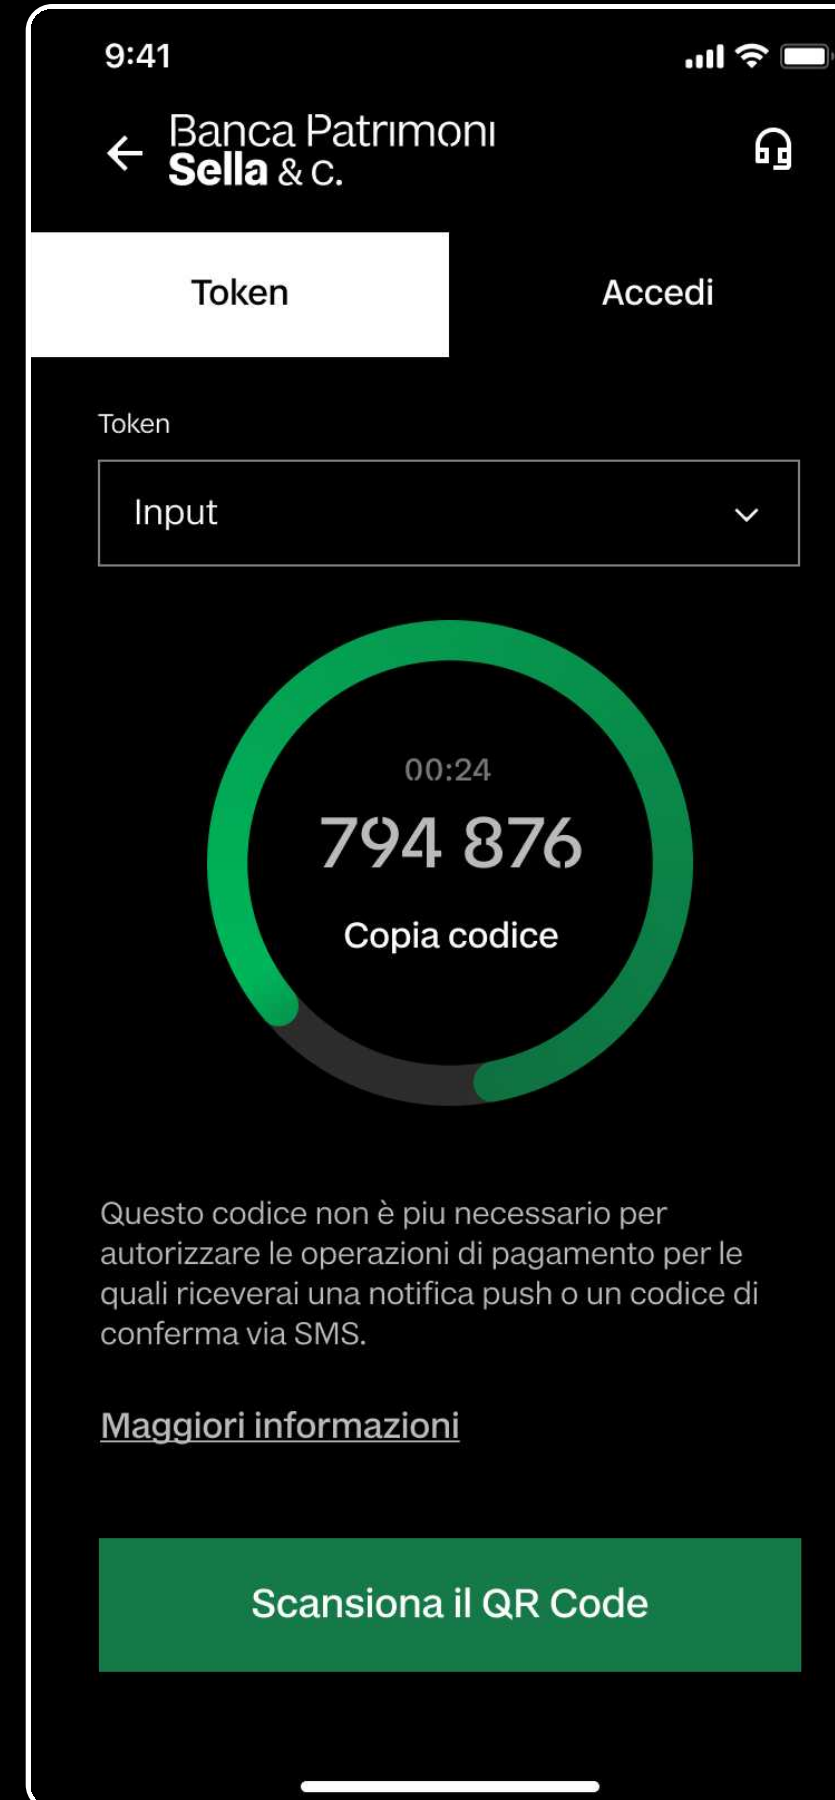 9:41
Banca Patrimoni
Sella & C.
Token
Accedi
Token
Input
00:24
794 876
Copia codice
Questo codice non è piu necessario per
autorizzare le operazioni di pagamento per le
quali riceverai una notifica push o un codice di
conferma via SMS.
Maggiori informazioni
Scansiona il QR Code